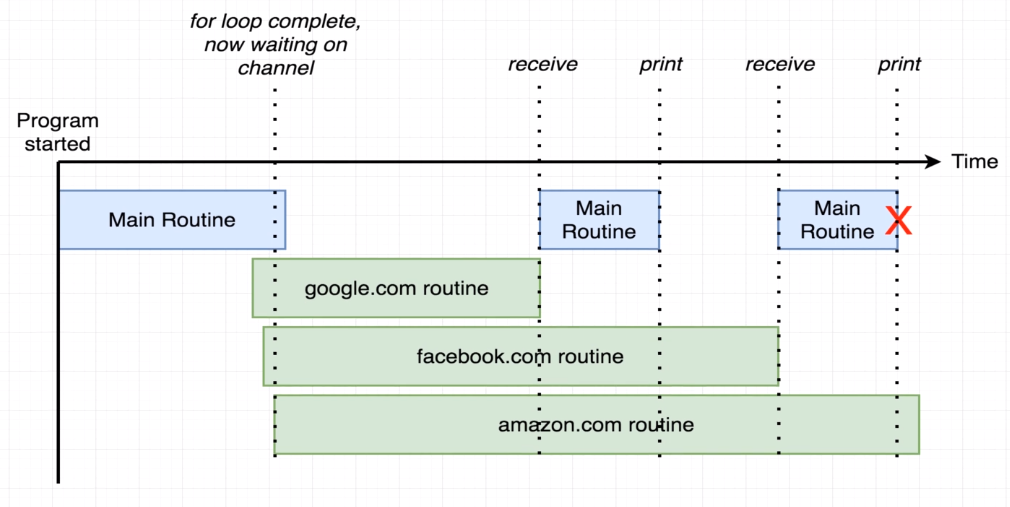 for loop complete,
now waiting on
channel
receive
print
receive
print
Program
started
Time
Main Routine
Main
Routine
Main
Routine
X
google.com routine
facebook.com routine
amazon.com routine